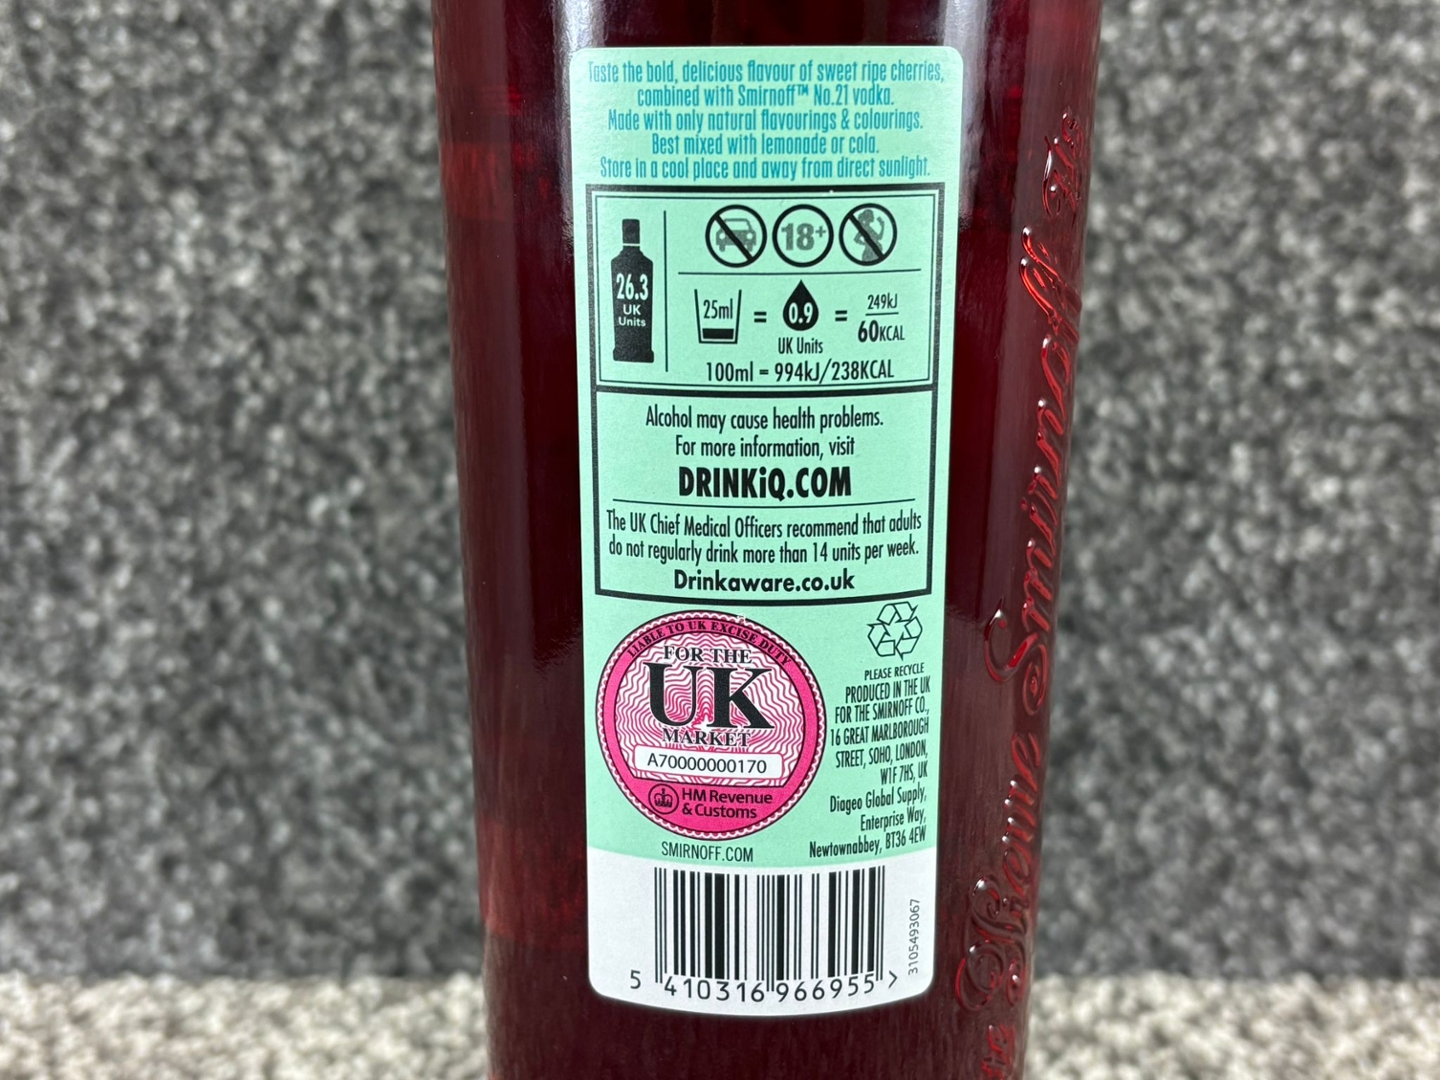 Taste the bold, delicious flavour of sweet ripe cherries,
combined with Smirnoff™ No.21 vodka.
Made with only natural flavourings & colourings.
Best mixed with lemonade or cola.
Store in a cool place and away from direct sunlight.
26.3
UK
Units
18+
25ml = 0.9 = 249kJ
60KCAL
UK Units
100ml = 994kJ/238KCAL
Alcohol may cause health problems.
For more information, visit
DRINKiQ.COM
The UK Chief Medical Officers recommend that adults
do not regularly drink more than 14 units per week.
Drinkaware.co.uk
LIABLE TO UK EXCISE DUTY
FOR THE
UK
MARKET
A70000000170
HM Revenue
& Customs
SMIRNOFF.COM
PLEASE RECYCLE
PRODUCED IN THE UK
FOR THE SMIRNOFF CO.,
16 GREAT MARLBOROUGH
STREET, SOHO, LONDON,
W1F 7HS, UK
Diageo Global Supply,
Enterprise Way,
Newtownabbey, BT36 4EW
5 410316 966955 >
3105493067
Smirnoff